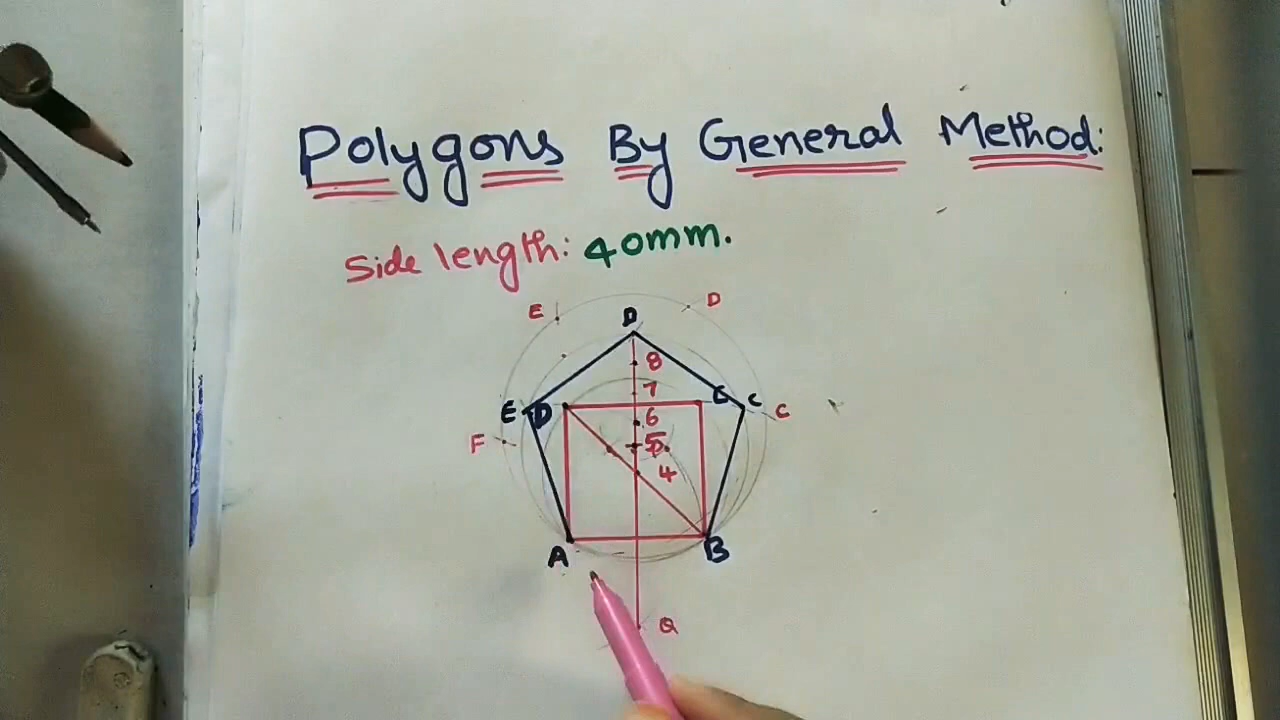 Polygons By General Method:
Side length: 40mm.
E D
D
8
7
E D C C C
6
F 5
4
A B
Q